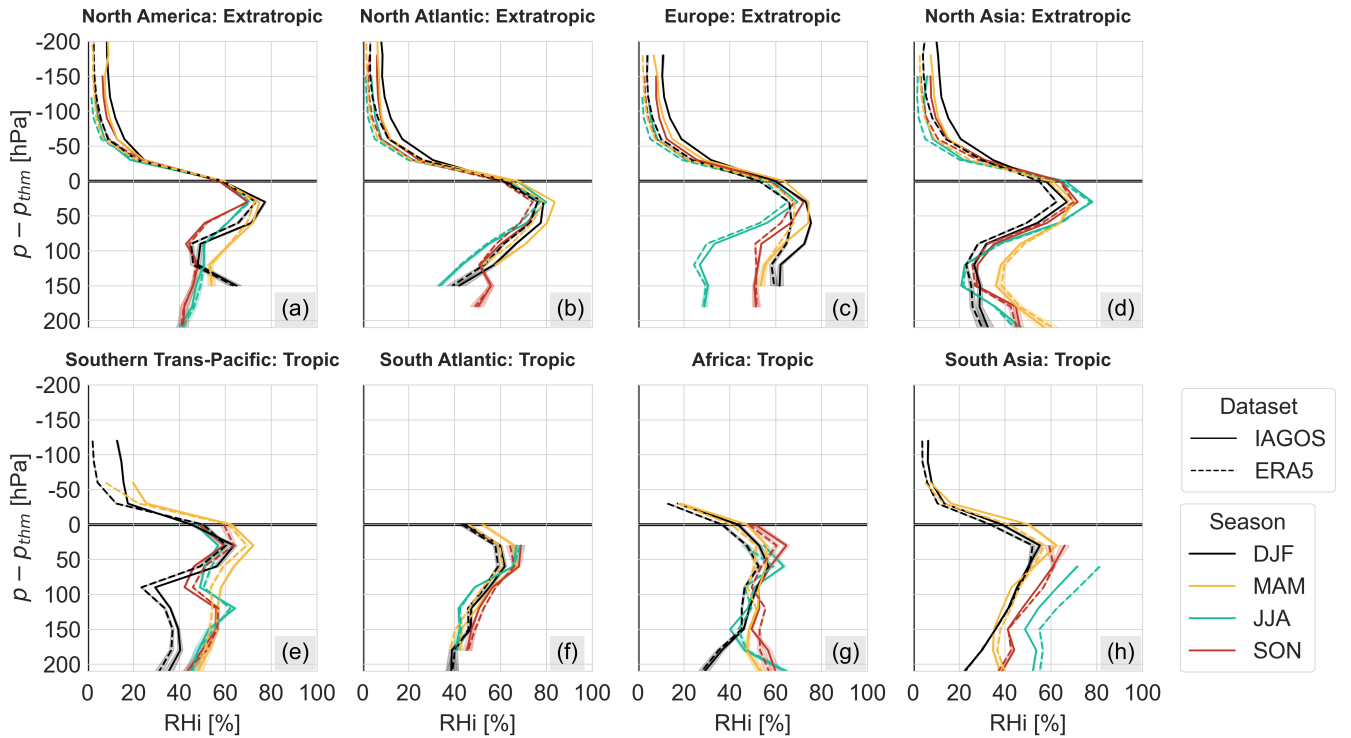 North America: Extratropic
North Atlantic: Extratropic
Europe: Extratropic
North Asia: Extratropic
p − p_thm [hPa]
-200
-150
-100
-50
0
50
100
150
200
(a)
(b)
(c)
(d)
Southern Trans-Pacific: Tropic
South Atlantic: Tropic
Africa: Tropic
South Asia: Tropic
p − p_thm [hPa]
-200
-150
-100
-50
0
50
100
150
200
(e)
(f)
(g)
(h)
0 20 40 60 80 100
0 20 40 60 80 100
0 20 40 60 80 100
0 20 40 60 80 100
RHi [%]
RHi [%]
RHi [%]
RHi [%]
Dataset
IAGOS
ERA5
Season
DJF
MAM
JJA
SON